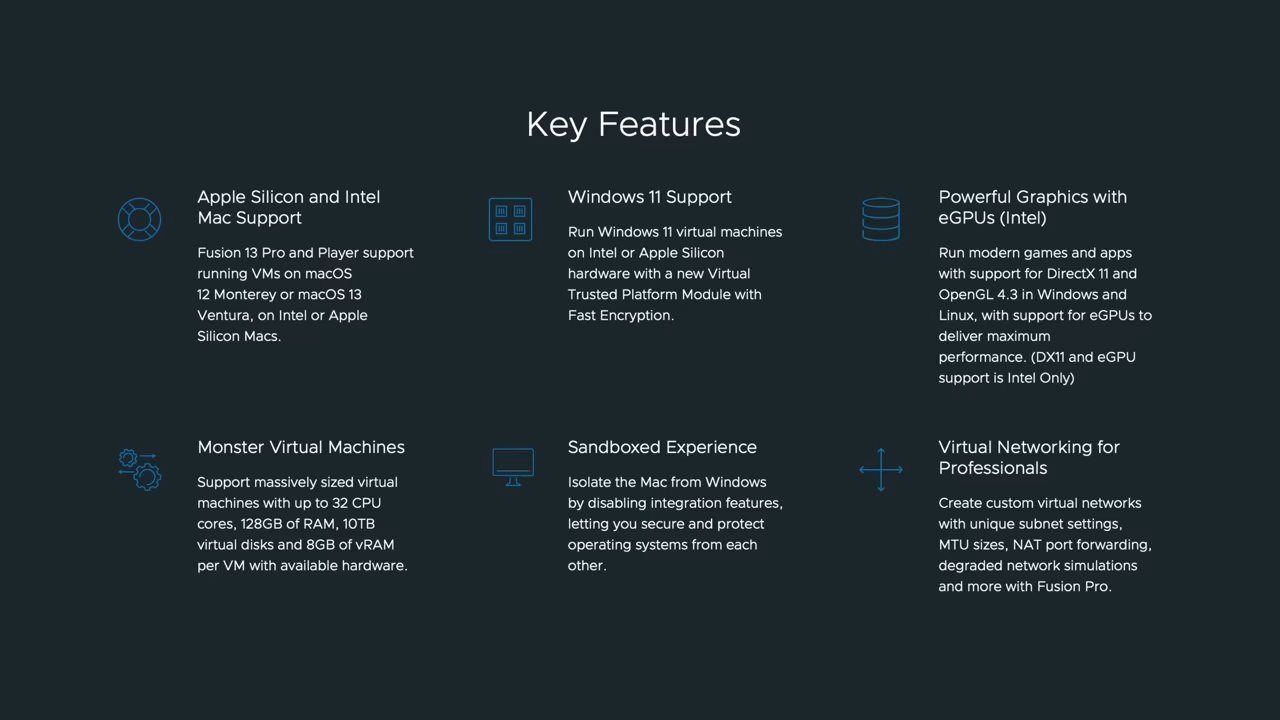 Key Features
Apple Silicon and Intel
Mac Support
Fusion 13 Pro and Player support
running VMs on macOS
12 Monterey or macOS 13
Ventura, on Intel or Apple
Silicon Macs.
Windows 11 Support
Run Windows 11 virtual machines
on Intel or Apple Silicon
hardware with a new Virtual
Trusted Platform Module with
Fast Encryption.
Powerful Graphics with
eGPUs (Intel)
Run modern games and apps
with support for DirectX 11 and
OpenGL 4.3 in Windows and
Linux, with support for eGPUs to
deliver maximum
performance. (DX11 and eGPU
support is Intel Only)
Monster Virtual Machines
Support massively sized virtual
machines with up to 32 CPU
cores, 128GB of RAM, 10TB
virtual disks and 8GB of vRAM
per VM with available hardware.
Sandboxed Experience
Isolate the Mac from Windows
by disabling integration features,
letting you secure and protect
operating systems from each
other.
Virtual Networking for
Professionals
Create custom virtual networks
with unique subnet settings,
MTU sizes, NAT port forwarding,
degraded network simulations
and more with Fusion Pro.